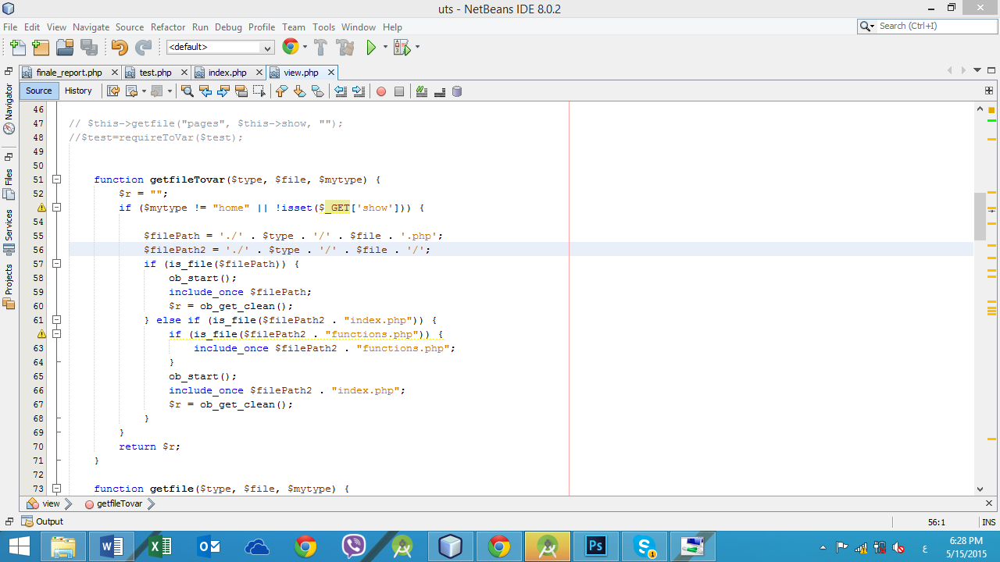 uts - NetBeans IDE 8.0.2
File Edit View Navigate Source Refactor Run Debug Profile Team Tools Window Help
Search (Ctrl+I)
<default>
finale_report.php test.php index.php view.php
Source History
Navigator
Files
Services
Projects
46
47 // $this->getfile("pages", $this->show, "");
48 //$test=requireToVar($test);
49
50
51 function getfileTovar($type, $file, $mytype) {
52 $r = "";
if ($mytype != "home" || !isset($_GET['show'])) {
54
55 $filePath = './' . $type . '/' . $file . '.php';
56 $filePath2 = './' . $type . '/' . $file . '/';
57 if (is_file($filePath)) {
58 ob_start();
59 include_once $filePath;
60 $r = ob_get_clean();
61 } else if (is_file($filePath2 . "index.php")) {
if (is_file($filePath2 . "functions.php")) {
63 include_once $filePath2 . "functions.php";
64 }
65 ob_start();
66 include_once $filePath2 . "index.php";
67 $r = ob_get_clean();
68 }
69 }
70 return $r;
71 }
72
73 function getfile($type, $file, $mytype) {
view getfileTovar
Output
56:1 INS
ع
6:28 PM
5/15/2015